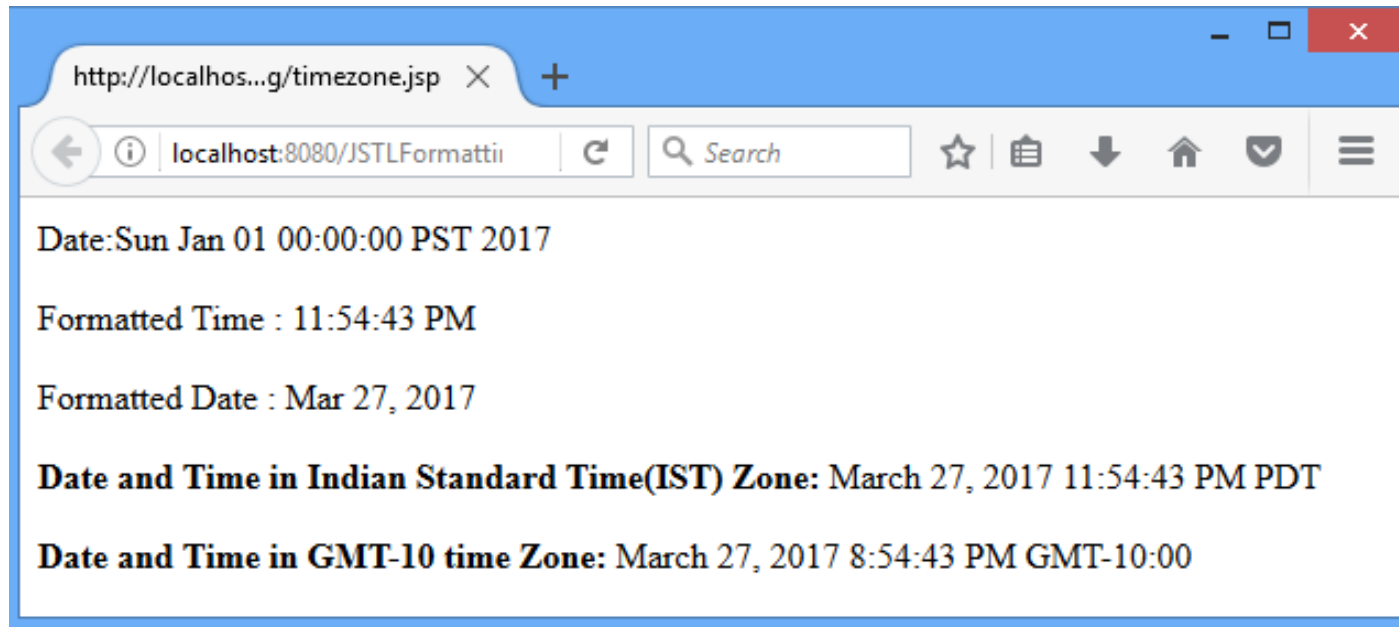 http://localhos...g/timezone.jsp
localhost:8080/JSTLFormattin
Search
Date:Sun Jan 01 00:00:00 PST 2017
Formatted Time : 11:54:43 PM
Formatted Date : Mar 27, 2017
Date and Time in Indian Standard Time(IST) Zone: March 27, 2017 11:54:43 PM PDT
Date and Time in GMT-10 time Zone: March 27, 2017 8:54:43 PM GMT-10:00